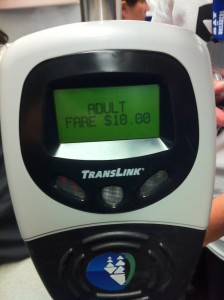 ADULT
FARE $10.00
TRANSLINK